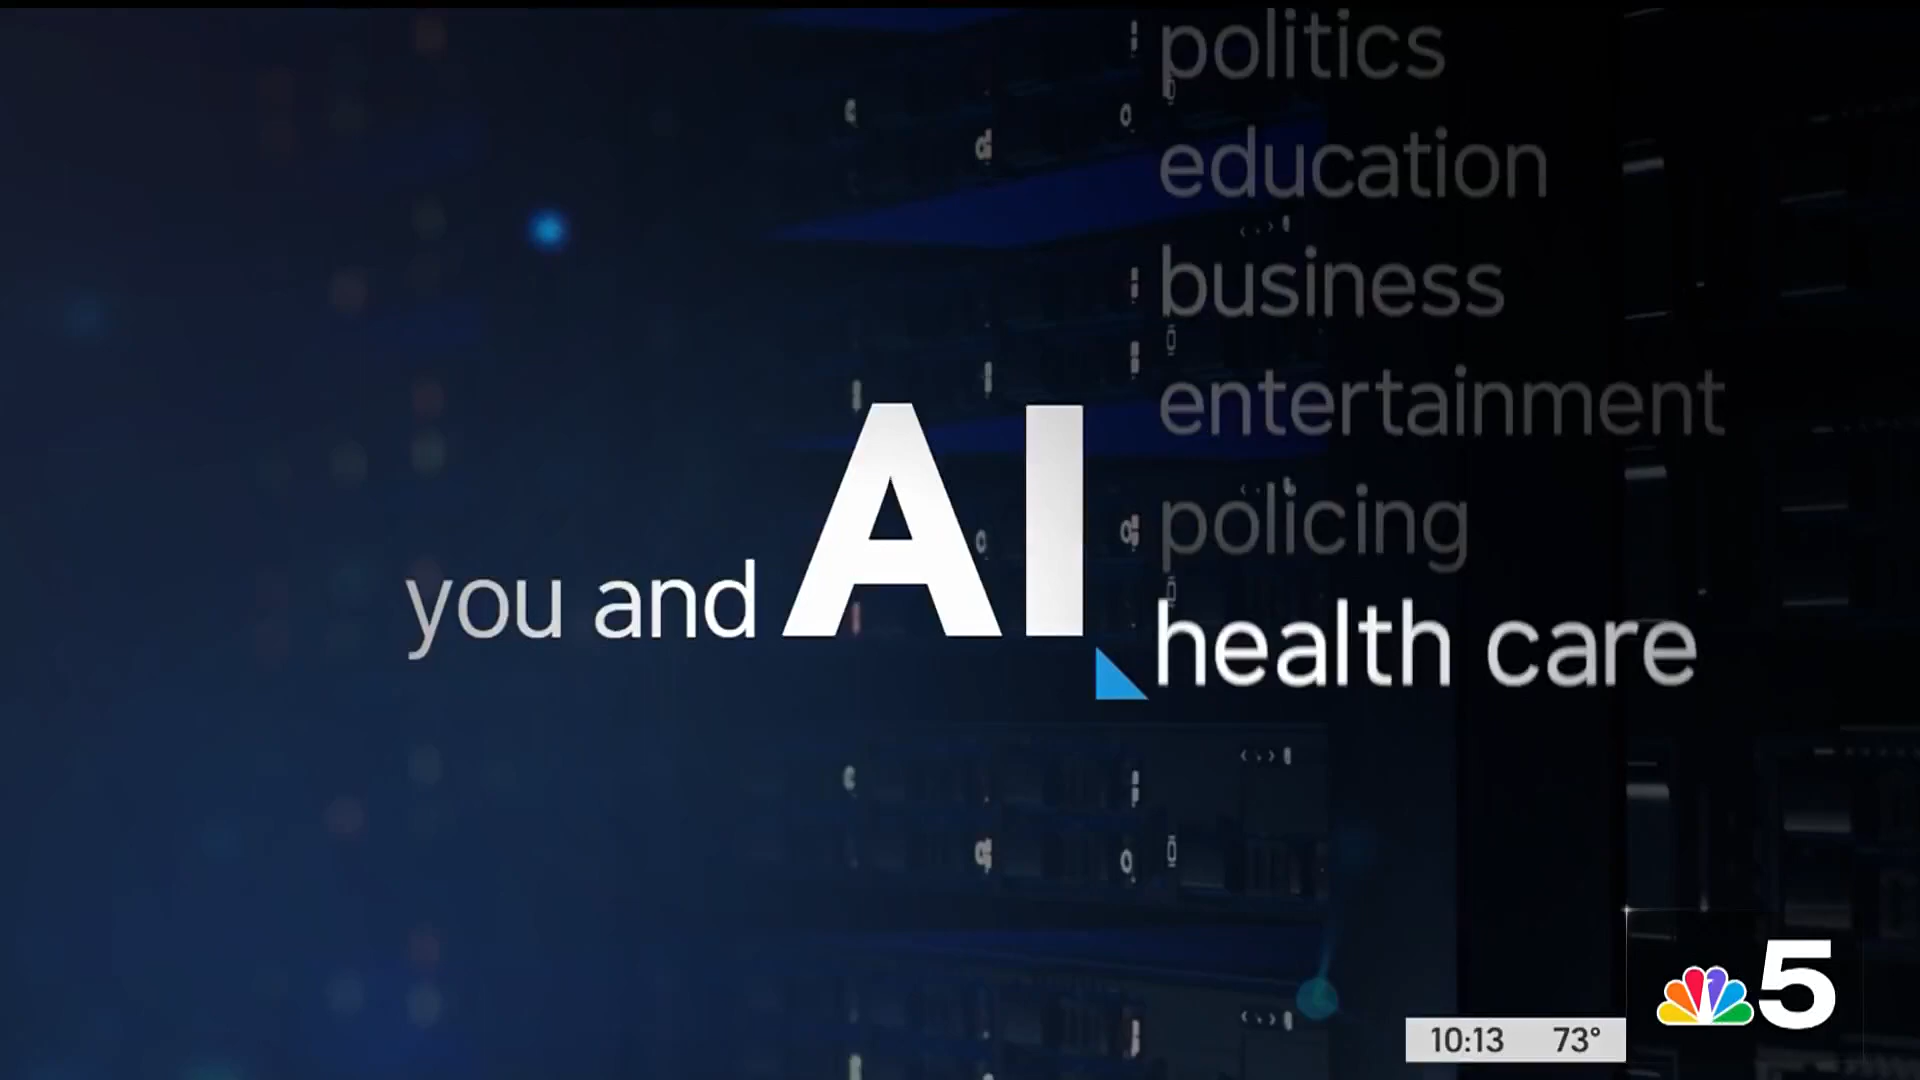 politics
education
business
entertainment
policing
you and AI
health care
5
10:13 73°